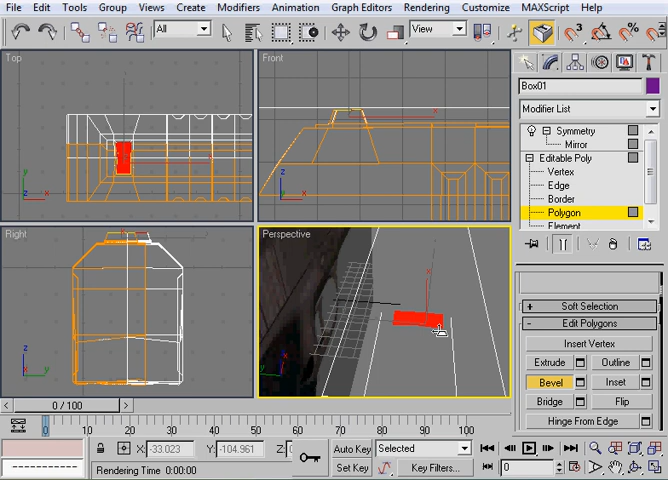 File Edit Tools Group Views Create Modifiers Animation Graph Editors Rendering Customize MAXScript Help
All
View
Top
Front
Right
Perspective
x
y
z
Box01
Modifier List
Symmetry
Mirror
Editable Poly
Vertex
Edge
Border
Polygon
Element
+ Soft Selection
- Edit Polygons
Insert Vertex
Extrude Outline
Bevel Inset
Bridge Flip
Hinge From Edge
< 0 / 100 >
0 10 20 30 40 50 60 70 80 90 100
X: -33.023 Y: -104.961 Z:
Auto Key Selected
Set Key Key Filters...
0
Rendering Time 0:00:00